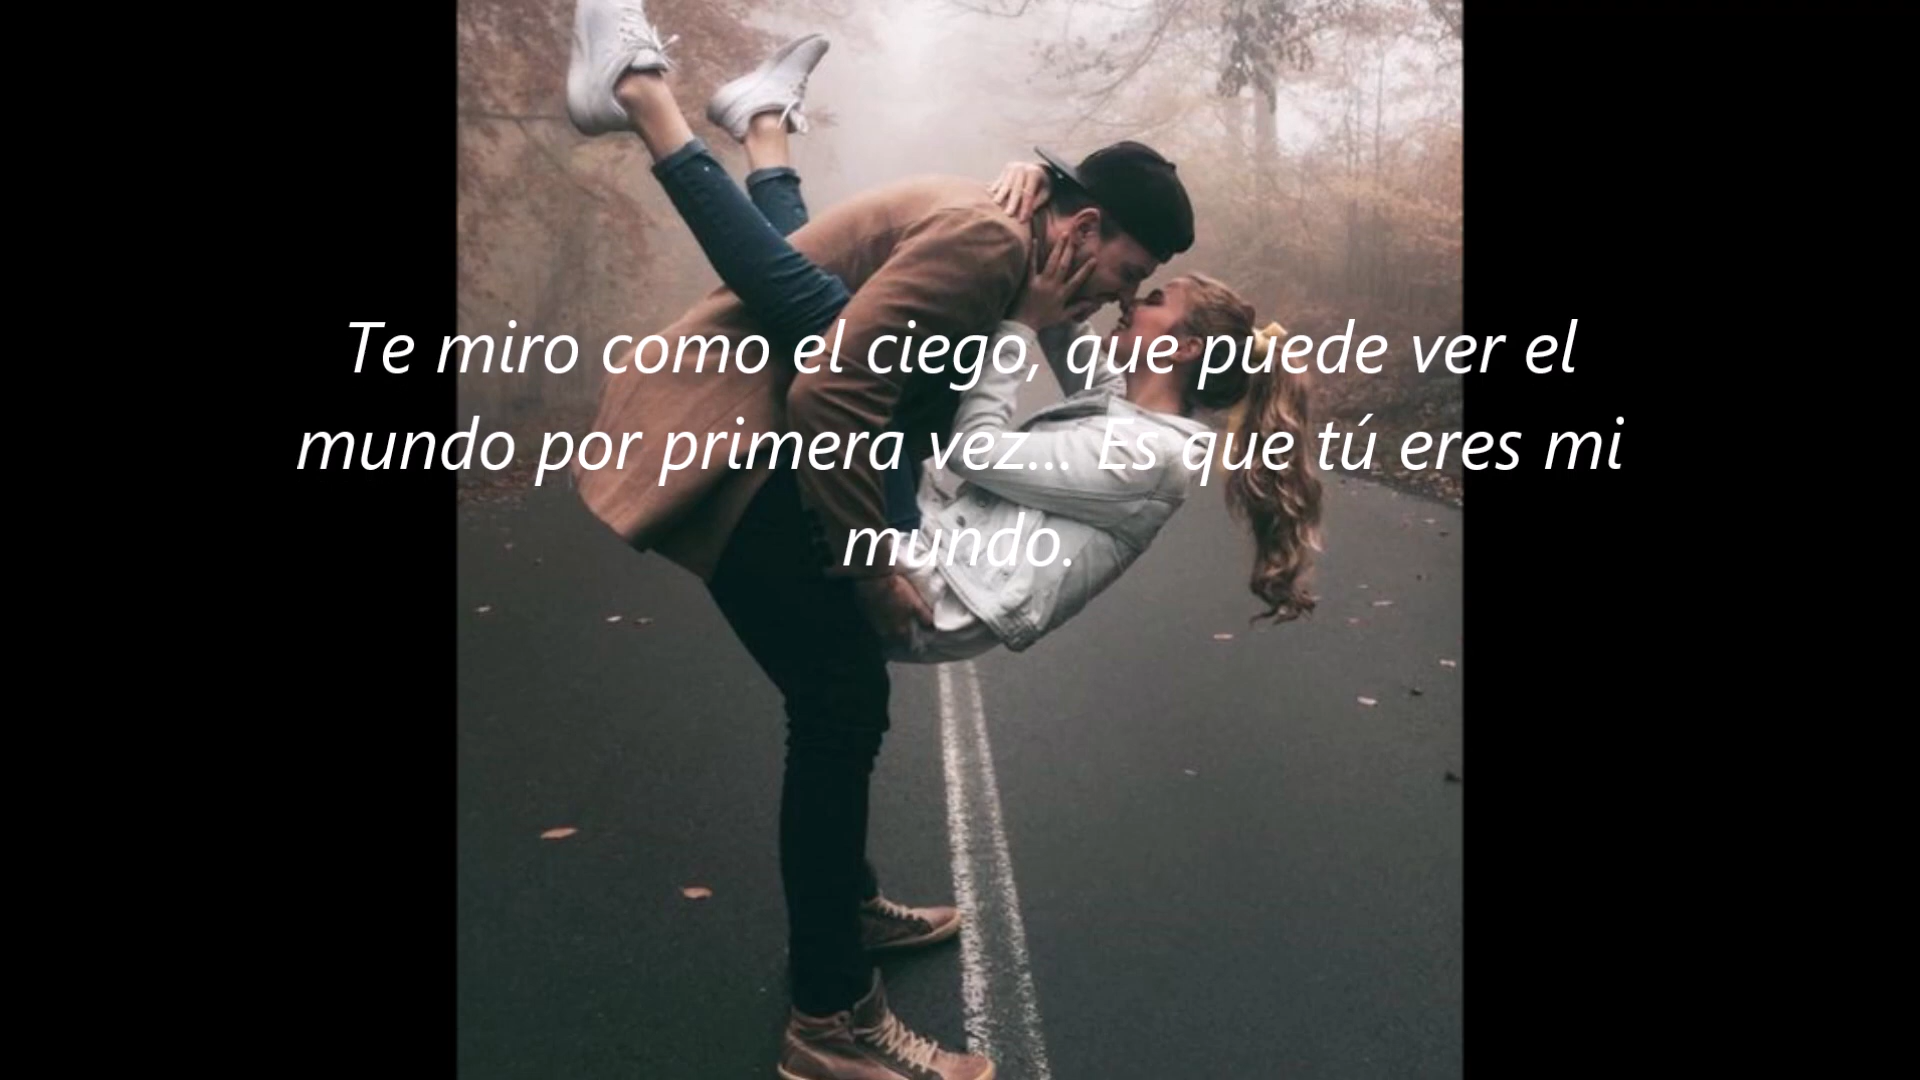 Te miro como el ciego, que puede ver el
mundo por primera vez... Es que tú eres mi
mundo.